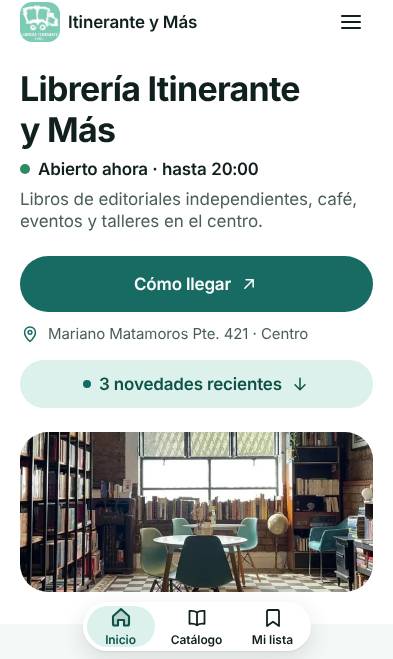 Itinerante y Más
Librería Itinerante
y Más
Abierto ahora · hasta 20:00
Libros de editoriales independientes, café,
eventos y talleres en el centro.
Cómo llegar
Mariano Matamoros Pte. 421 · Centro
3 novedades recientes
Inicio
Catálogo
Mi lista